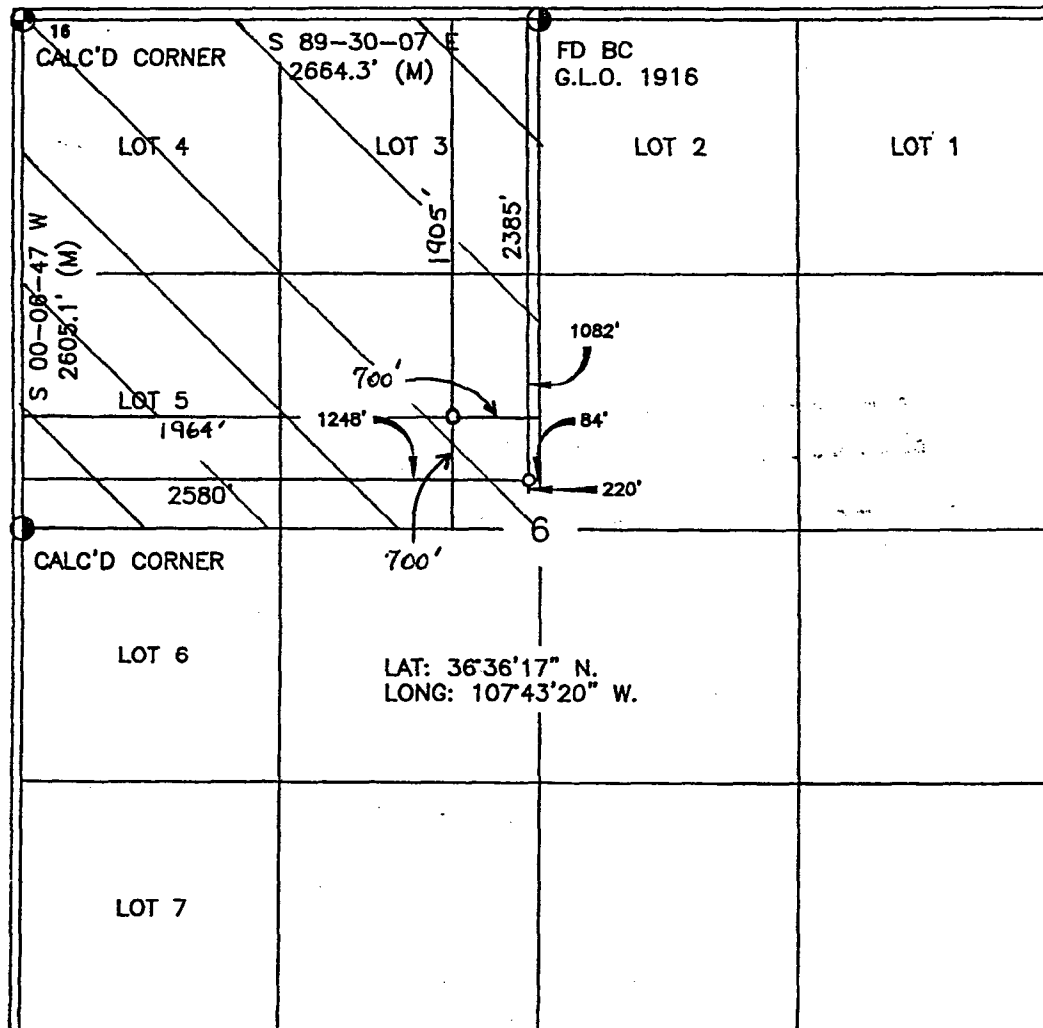 16
CALC'D CORNER
S 89-30-07 E
2664.3' (M)
FD BC
G.L.O. 1916
LOT 4
LOT 3
LOT 2
LOT 1
1905'
2385'
S 00-06-47 W
2605.1' (M)
1082'
700'
LOT 5
1964'
1248'
84'
2580'
220'
6
CALC'D CORNER
700'
LOT 6
LAT: 36°36'17" N.
LONG: 107°43'20" W.
LOT 7